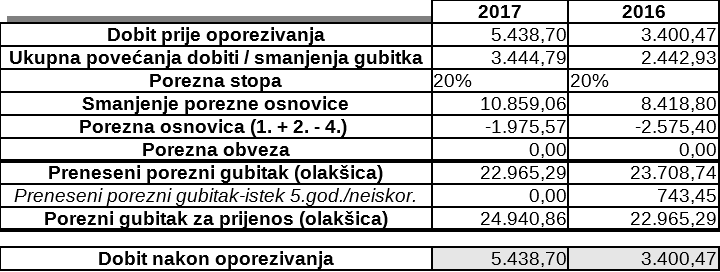 2017 2016
Dobit prije oporezivanja 5.438,70 3.400,47
Ukupna povećanja dobiti / smanjenja gubitka 3.444,79 2.442,93
Porezna stopa 20% 20%
Smanjenje porezne osnovice 10.859,06 8.418,80
Porezna osnovica (1. + 2. - 4.) -1.975,57 -2.575,40
Porezna obveza 0,00 0,00
Preneseni porezni gubitak (olakšica) 22.965,29 23.708,74
Preneseni porezni gubitak-istek 5.god./neiskor. 0,00 743,45
Porezni gubitak za prijenos (olakšica) 24.940,86 22.965,29
Dobit nakon oporezivanja 5.438,70 3.400,47